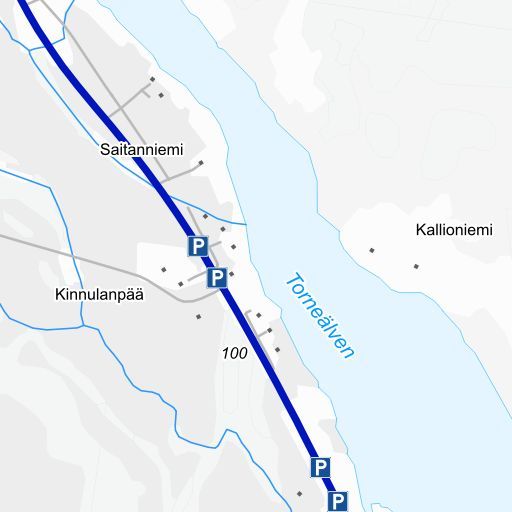 Saitanniemi
Kallioniemi
P
P
Kinnulanpää
Torneälven
100
P
P